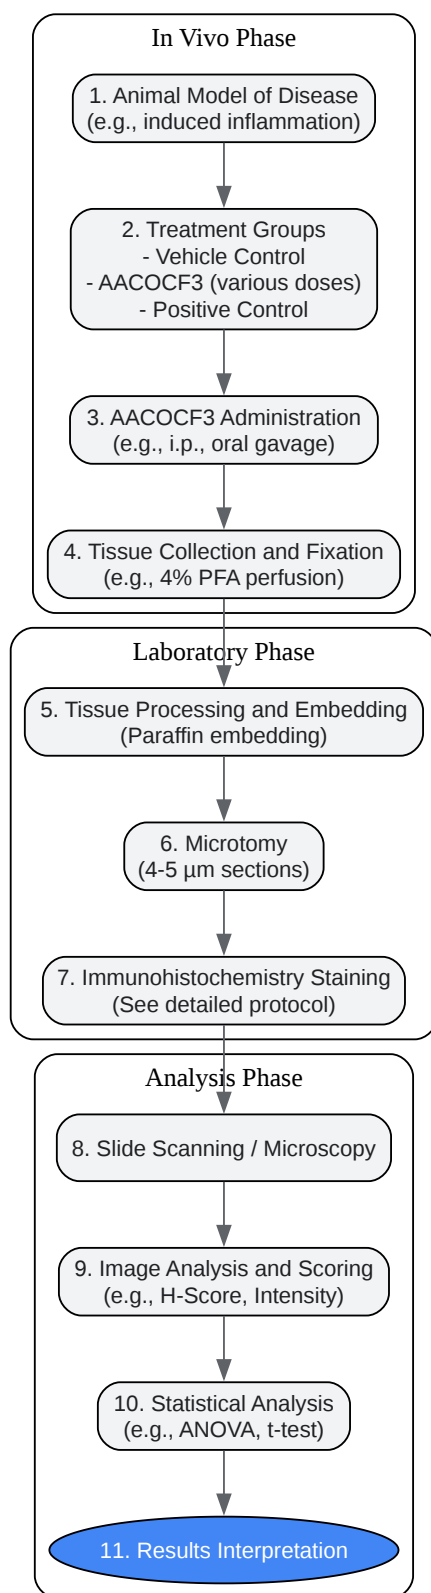 In Vivo Phase
1. Animal Model of Disease
(e.g., induced inflammation)
2. Treatment Groups
- Vehicle Control
- AACOCF3 (various doses)
- Positive Control
3. AACOCF3 Administration
(e.g., i.p., oral gavage)
4. Tissue Collection and Fixation
(e.g., 4% PFA perfusion)
Laboratory Phase
5. Tissue Processing and Embedding
(Paraffin embedding)
6. Microtomy
(4-5 µm sections)
7. Immunohistochemistry Staining
(See detailed protocol)
Analysis Phase
8. Slide Scanning / Microscopy
9. Image Analysis and Scoring
(e.g., H-Score, Intensity)
10. Statistical Analysis
(e.g., ANOVA, t-test)
11. Results Interpretation